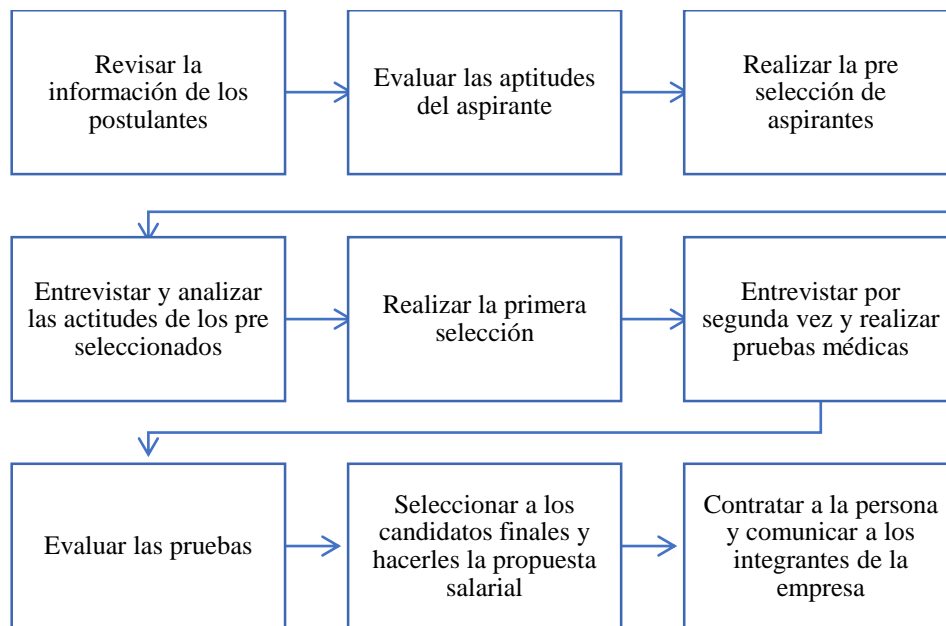 Revisar la
información de los
postulantes
Evaluar las aptitudes
del aspirante
Realizar la pre
selección de
aspirantes
Entrevistar y analizar
las actitudes de los pre
seleccionados
Realizar la primera
selección
Entrevistar por
segunda vez y realizar
pruebas médicas
Evaluar las pruebas
Seleccionar a los
candidatos finales y
hacerles la propuesta
salarial
Contratar a la persona
y comunicar a los
integrantes de la
empresa